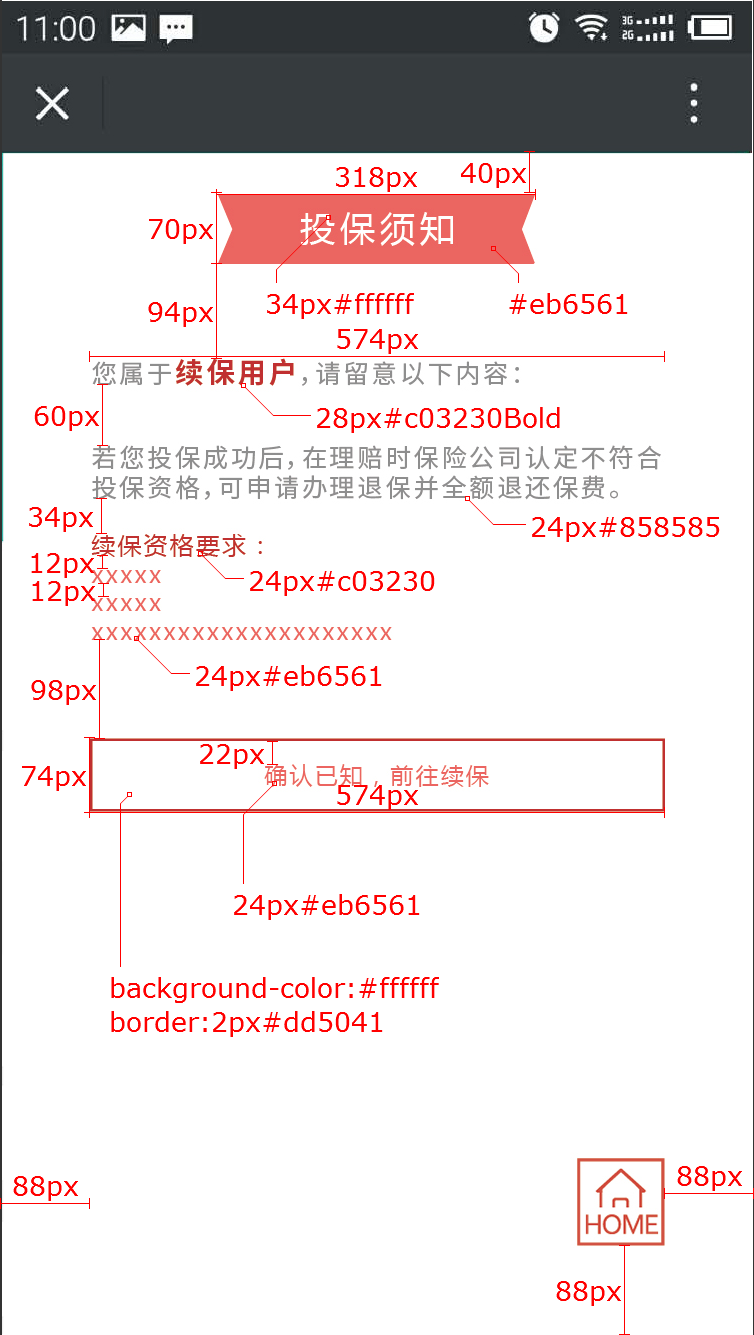 11:00
3G
2G
318px
40px
70px
投保须知
34px#ffffff
#eb6561
94px
574px
您属于续保用户,请留意以下内容:
60px
28px#c03230Bold
若您投保成功后,在理赔时保险公司认定不符合
投保资格,可申请办理退保并全额退还保费。
34px
24px#858585
续保资格要求：
12px
xxxxx
24px#c03230
12px
xxxxx
xxxxxxxxxxxxxxxxxxxxx
24px#eb6561
98px
22px
74px
确认已知，前往续保
574px
24px#eb6561
background-color:#ffffff
border:2px#dd5041
88px
88px
HOME
88px